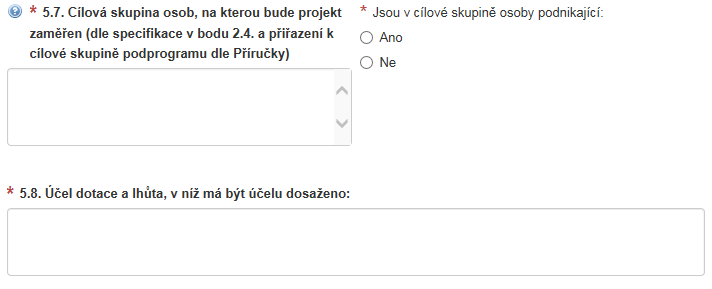 * 5.7. Cílová skupina osob, na kterou bude projekt
zaměřen (dle specifikace v bodu 2.4. a přiřazení k
cílové skupině podprogramu dle Příručky)
* Jsou v cílové skupině osoby podnikající:
Ano
Ne
* 5.8. Účel dotace a lhůta, v níž má být účelu dosaženo: